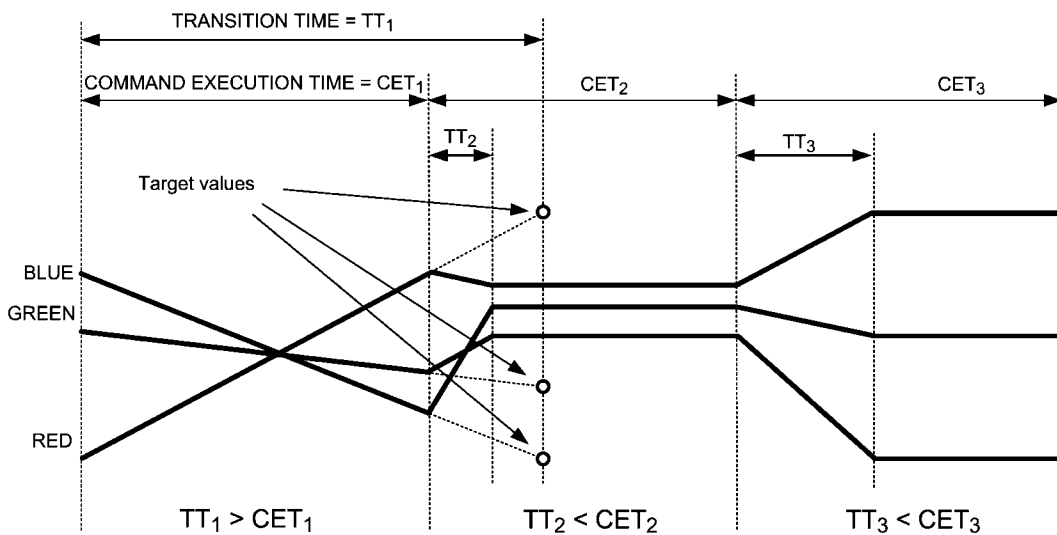 TRANSITION TIME = TT1
COMMAND EXECUTION TIME = CET1
CET2
CET3
TT2
TT3
Target values
BLUE
GREEN
RED
TT1 > CET1
TT2 < CET2
TT3 < CET3